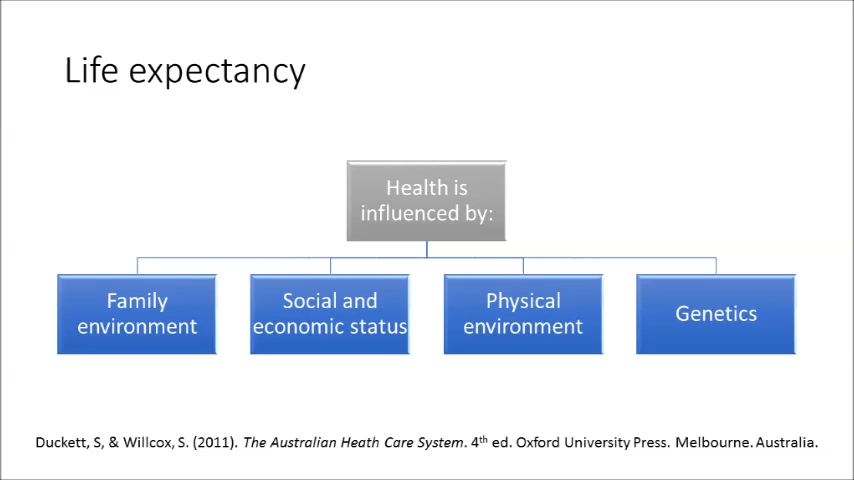 Life expectancy
Health is
influenced by:
Family
environment
Social and
economic status
Physical
environment
Genetics
Duckett, S, & Willcox, S. (2011). The Australian Heath Care System. 4th ed. Oxford University Press. Melbourne. Australia.